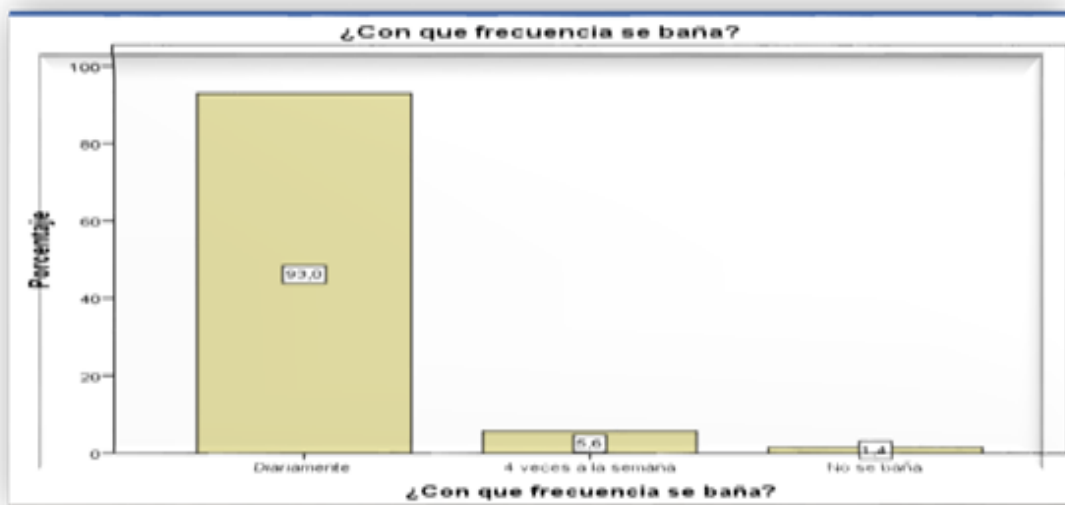 ¿Con que frecuencia se baña?
100
80
60
40
20
0
Porcentaje
93,0
5,6
1,4
Diariamente
4 veces a la semana
No se baña
¿Con que frecuencia se baña?